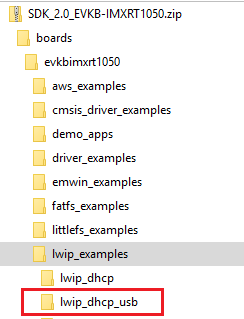 SDK_2.0_EVKB-IMXRT1050.zip
boards
evkbimxrt1050
aws_examples
cmsis_driver_examples
demo_apps
driver_examples
emwin_examples
fatfs_examples
littlefs_examples
lwip_examples
lwip_dhcp
lwip_dhcp_usb